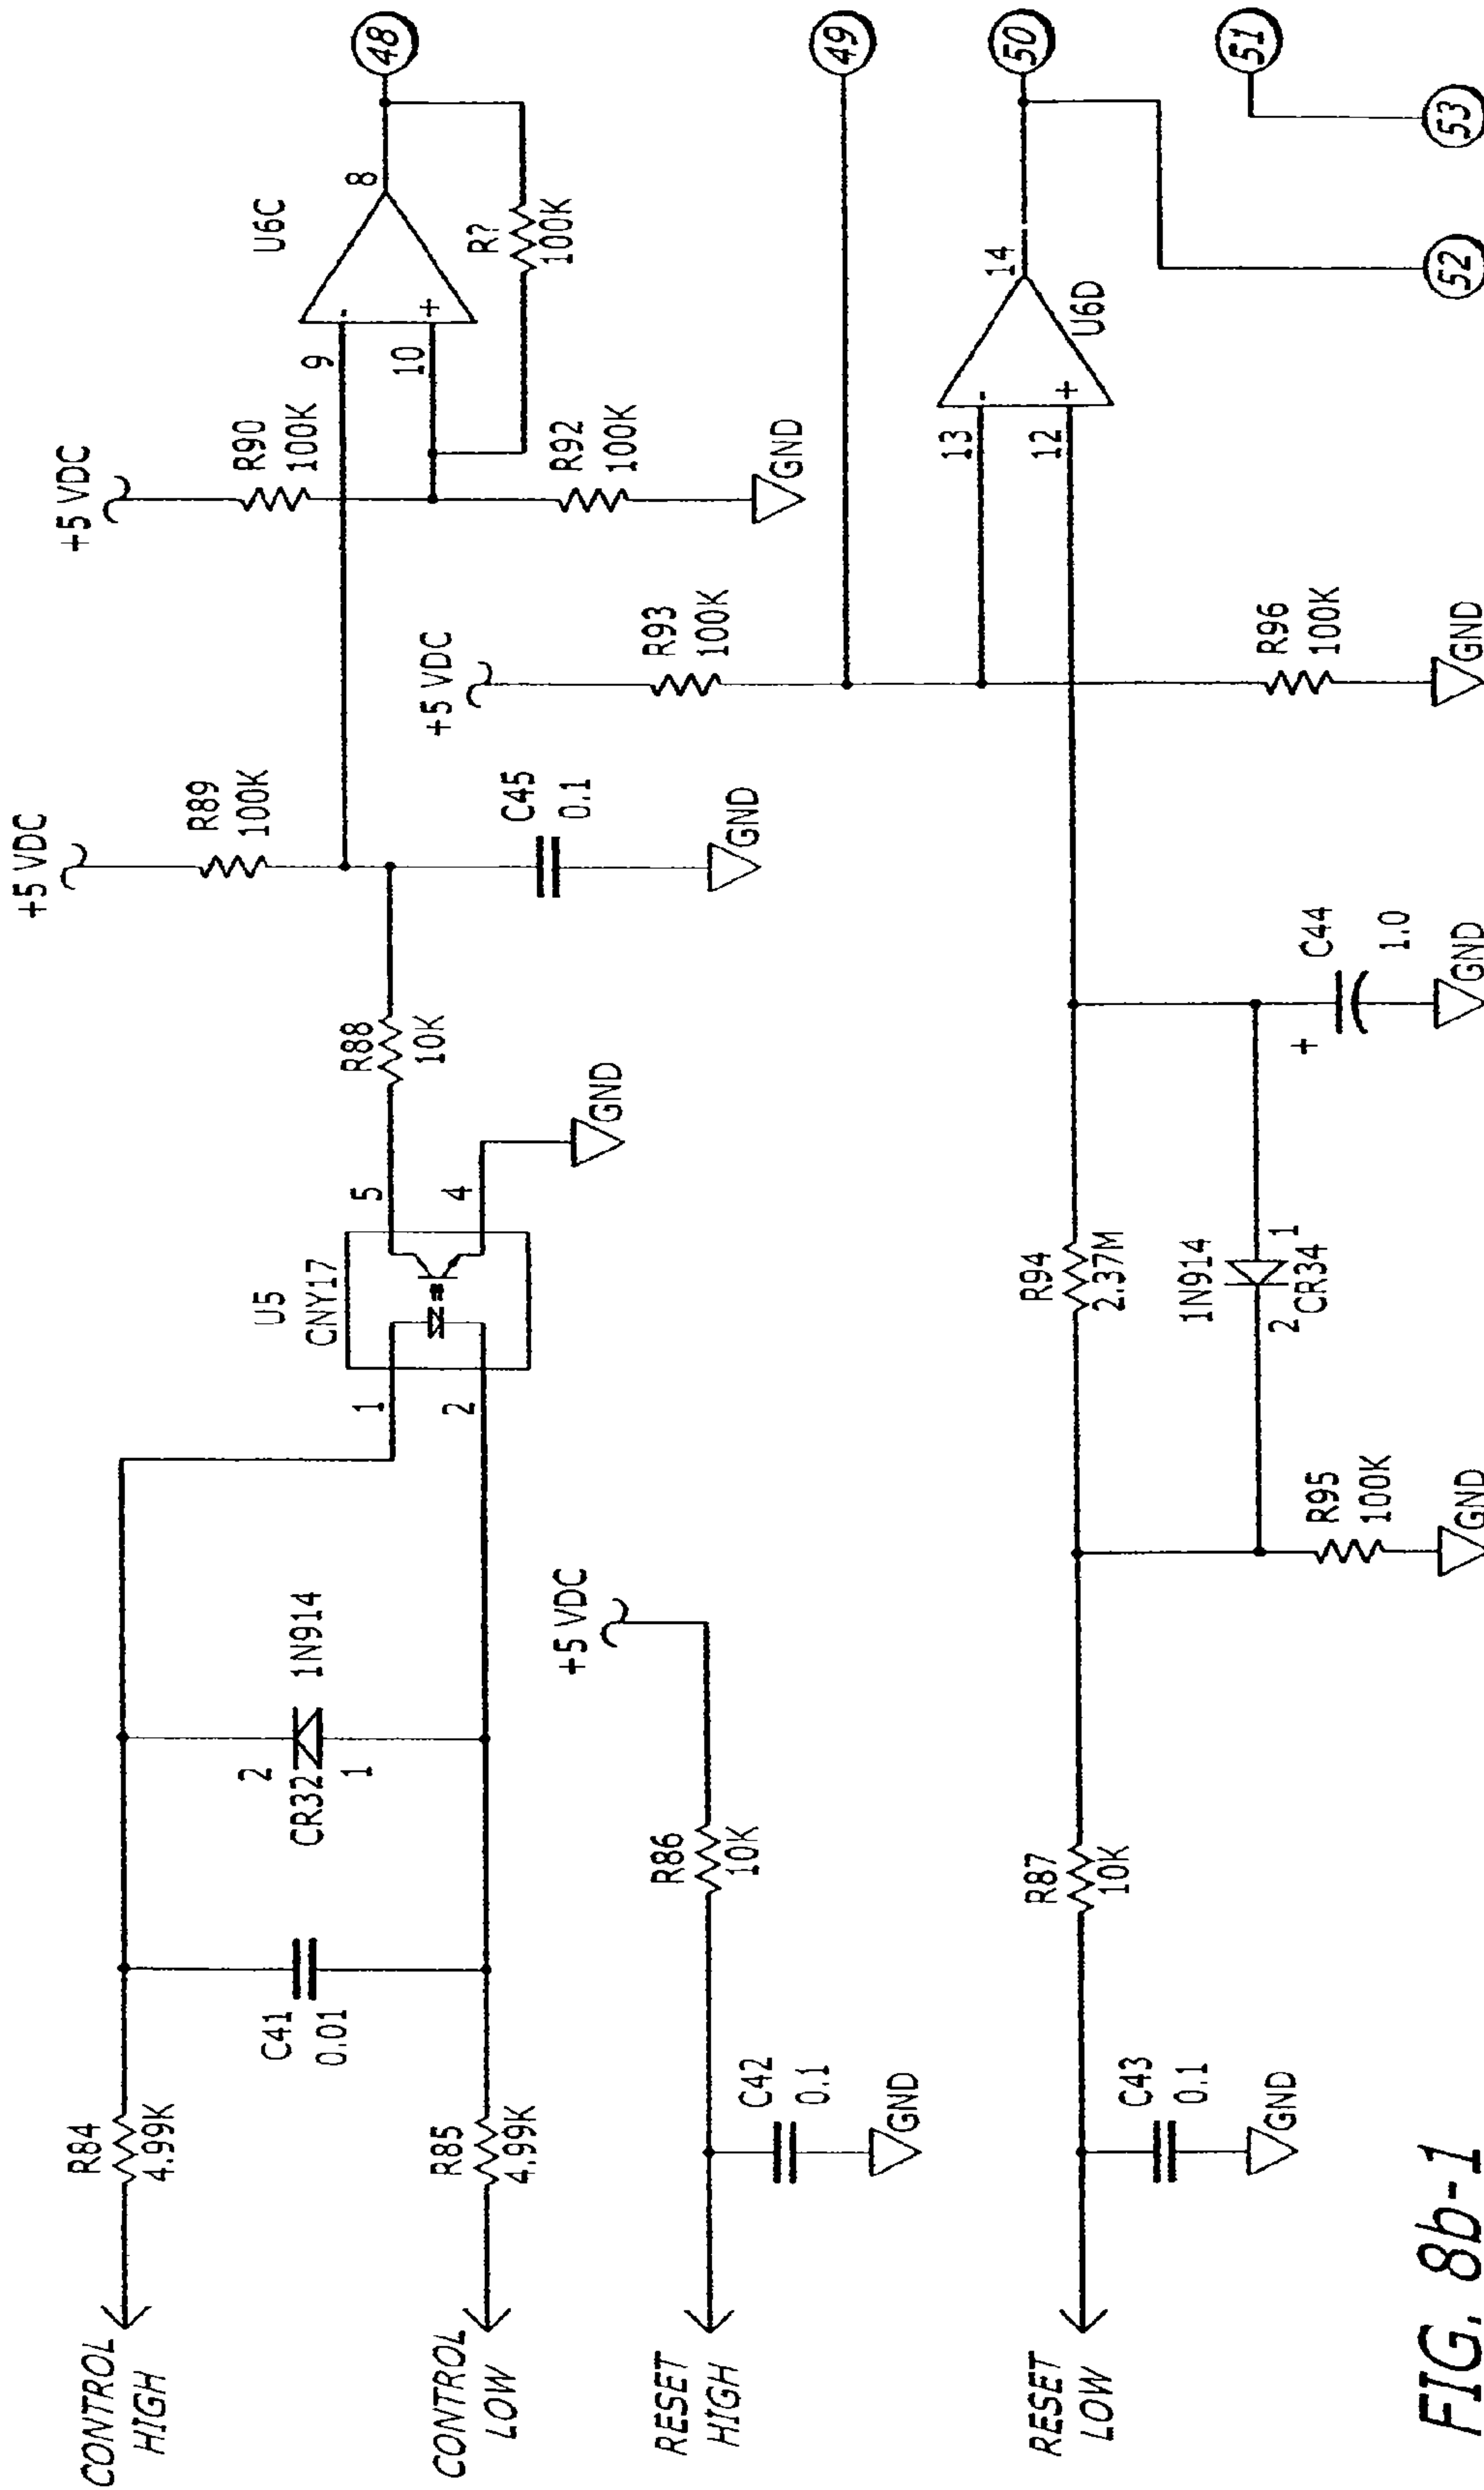 CONTROL
HIGH
R84
4.99K
C41
0.01
2
CR32
1
1N914
CONTROL
LOW
R85
4.99K
1
2
U5
CNY17
5
4
GND
R88
10K
+5 VDC
R89
100K
C45
0.1
GND
+5 VDC
R90
100K
R92
100K
GND
9
10
-
+
U6C
8
R?
100K
48
RESET
HIGH
C42
0.1
GND
R86
10K
+5 VDC
+5 VDC
R93
100K
49
RESET
LOW
C43
0.1
GND
R87
10K
R95
100K
GND
R94
2.37M
1N914
2
1
CR34
+
C44
1.0
GND
R96
100K
GND
13
12
-
+
14
U6D
50
51
52
53
FIG. 8b-1